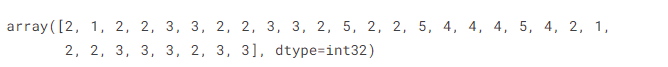 array([2, 1, 2, 2, 3, 3, 2, 2, 3, 3, 2, 5, 2, 2, 5, 4, 4, 4, 5, 4, 2, 1,
2, 2, 3, 3, 3, 2, 3, 3], dtype=int32)